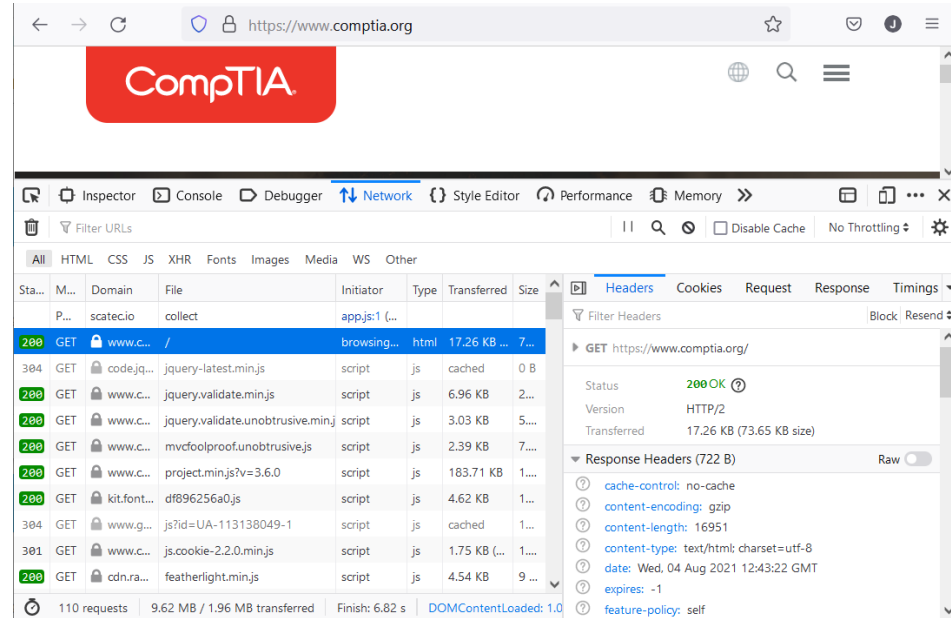 https://www.comptia.org J
CompTIA.
Inspector Console Debugger Network {} Style Editor Performance Memory
Filter URLs Disable Cache No Throttling
All HTML CSS JS XHR Fonts Images Media WS Other
Sta... M... Domain File Initiator Type Transferred Size
P... scatec.io collect app.js:1 (...
200 GET www.c... / browsing... html 17.26 KB ... 7...
304 GET code.jq... jquery-latest.min.js script js cached 0 B
200 GET www.c... jquery.validate.min.js script js 6.96 KB 2...
200 GET www.c... jquery.validate.unobtrusive.min.j script js 3.03 KB 5....
200 GET www.c... mvcfoolproof.unobtrusive.js script js 2.39 KB 7....
200 GET www.c... project.min.js?v=3.6.0 script js 183.71 KB 1....
200 GET kit.font... df896256a0.js script js 4.62 KB 1...
304 GET www.g... js?id=UA-113138049-1 script js cached 1...
301 GET www.c... js.cookie-2.2.0.min.js script js 1.75 KB (... 1....
200 GET cdn.ra... featherlight.min.js script js 4.54 KB 9 ...
110 requests 9.62 MB / 1.96 MB transferred Finish: 6.82 s DOMContentLoaded: 1.0
Headers Cookies Request Response Timings
Filter Headers Block Resend
GET https://www.comptia.org/
Status 200 OK ?
Version HTTP/2
Transferred 17.26 KB (73.65 KB size)
Response Headers (722 B) Raw
? cache-control: no-cache
? content-encoding: gzip
? content-length: 16951
? content-type: text/html; charset=utf-8
? date: Wed, 04 Aug 2021 12:43:22 GMT
? expires: -1
? feature-policy: self